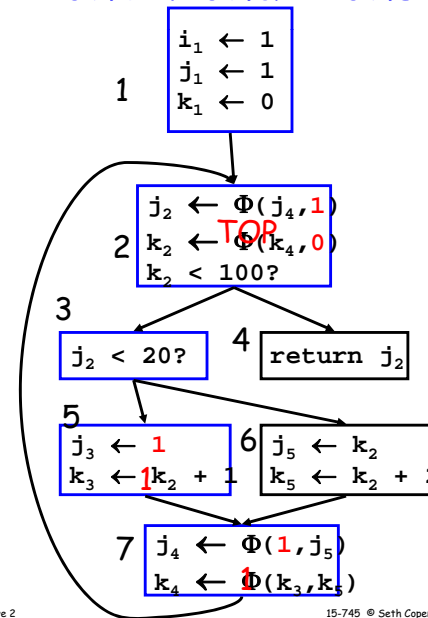 1
i₁ ← 1
j₁ ← 1
k₁ ← 0
2
j₂ ← Φ(j₄,1)
TOP
k₂ ← Φ(k₄,0)
k₂ < 100?
3
j₂ < 20?
4
return j₂
5
j₃ ← 1
k₃ ← 1 k₂ + 1
6
j₅ ← k₂
k₅ ← k₂ +
7
j₄ ← Φ(1,j₅)
1
k₄ ← Φ(k₃,k₅)
15-745 © Seth